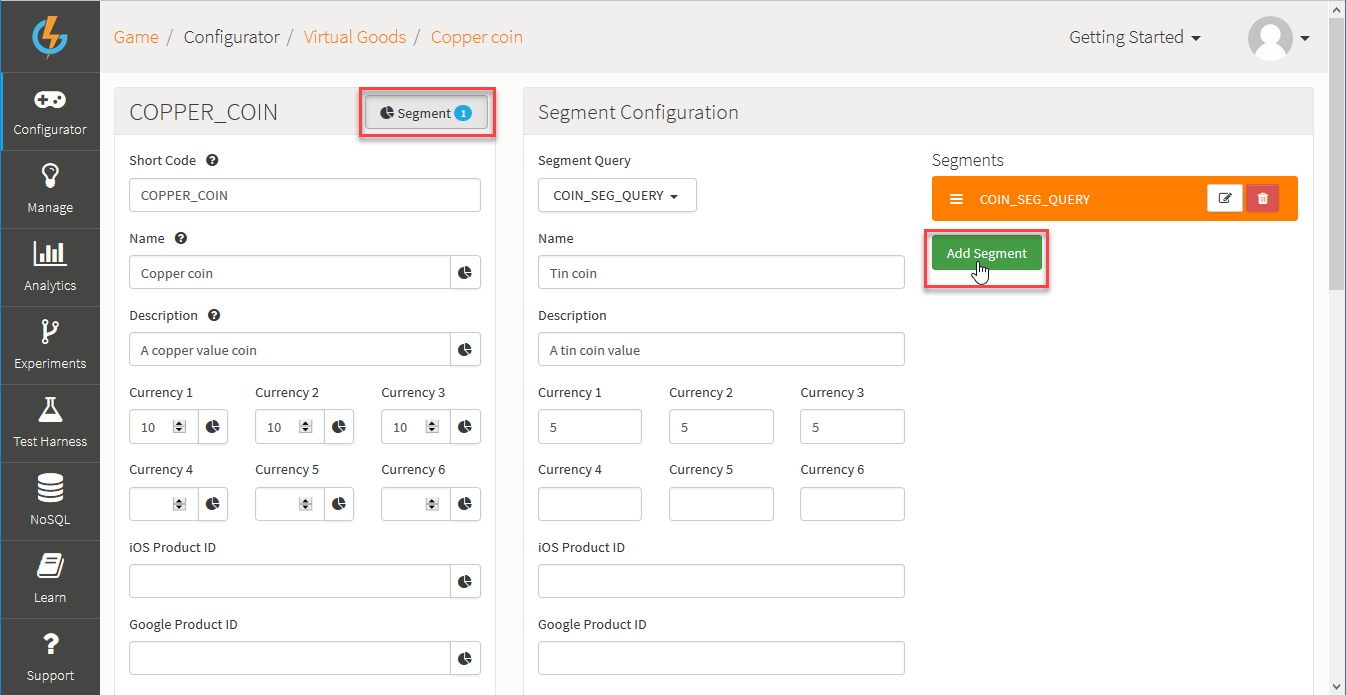 Game / Configurator / Virtual Goods / Copper coin
Getting Started
Configurator
Manage
Analytics
Experiments
Test Harness
NoSQL
Learn
Support
COPPER_COIN
Segment 1
Short Code
COPPER_COIN
Name
Copper coin
Description
A copper value coin
Currency 1 Currency 2 Currency 3
10 10 10
Currency 4 Currency 5 Currency 6
iOS Product ID
Google Product ID
Segment Configuration
Segment Query
COIN_SEG_QUERY
Name
Tin coin
Description
A tin coin value
Currency 1 Currency 2 Currency 3
5 5 5
Currency 4 Currency 5 Currency 6
iOS Product ID
Google Product ID
Segments
COIN_SEG_QUERY
Add Segment